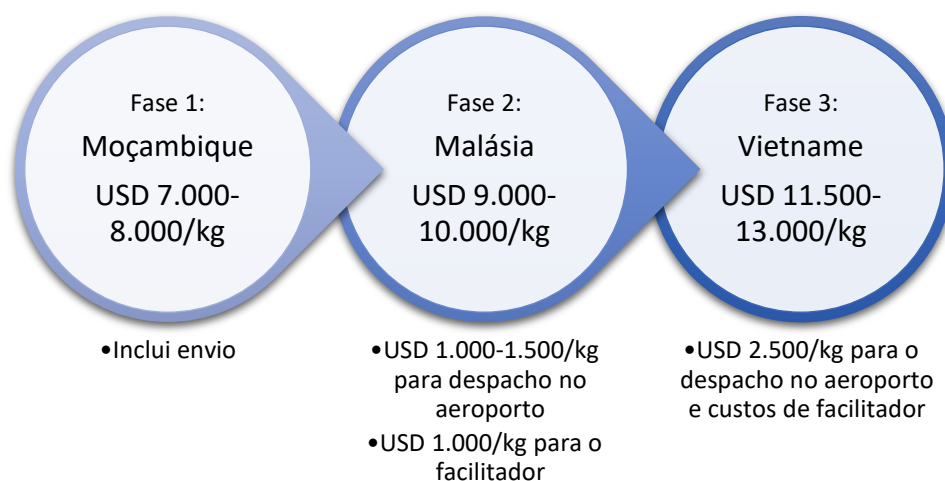 Fase 1:
Moçambique
USD 7.000-
8.000/kg
•Inclui envio
Fase 2:
Malásia
USD 9.000-
10.000/kg
•USD 1.000-1.500/kg
para despacho no
aeroporto
•USD 1.000/kg para o
facilitador
Fase 3:
Vietname
USD 11.500-
13.000/kg
•USD 2.500/kg para o
despacho no aeroporto
e custos de facilitador